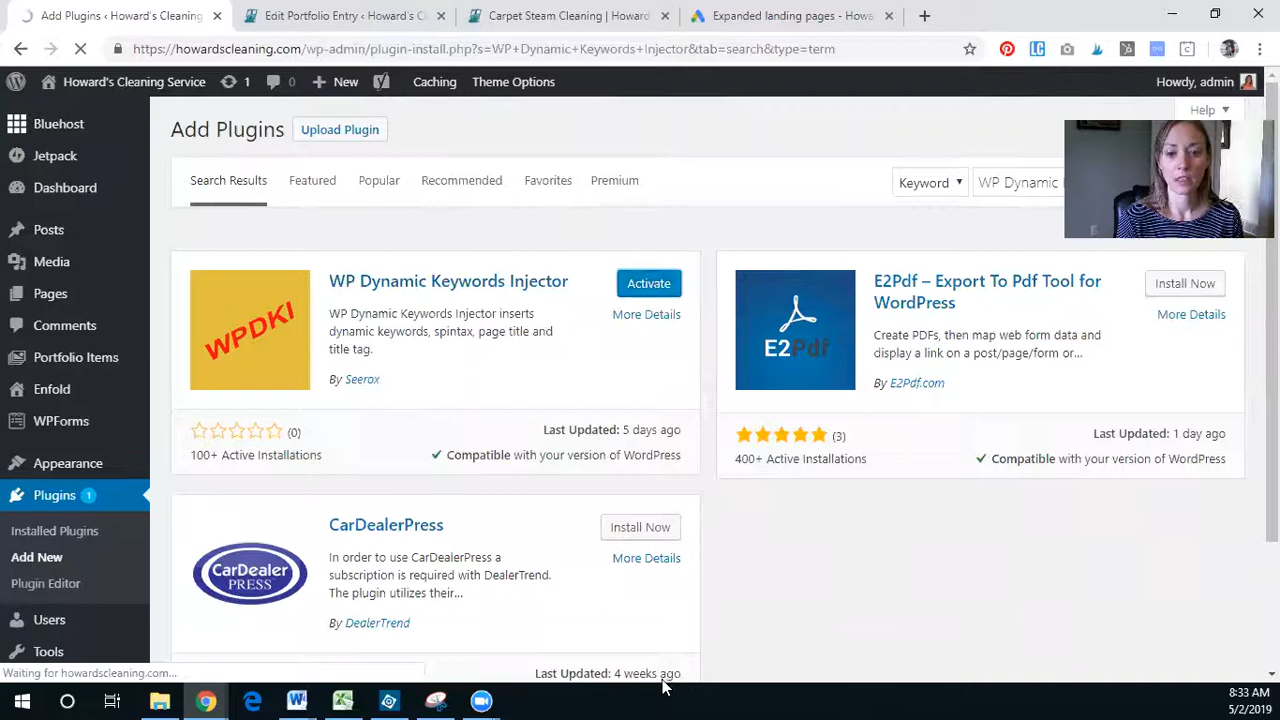 Add Plugins ‹ Howard's Cleaning
Edit Portfolio Entry ‹ Howard's Cl
Carpet Steam Cleaning | Howard
Expanded landing pages - Howa
https://howardscleaning.com/wp-admin/plugin-install.php?s=WP+Dynamic+Keywords+Injector&tab=search&type=term
Howard's Cleaning Service
1
New
Caching
Theme Options
Howdy, admin
Bluehost
Jetpack
Dashboard
Posts
Media
Pages
Comments
Portfolio Items
Enfold
WPForms
Appearance
Plugins 1
Installed Plugins
Add New
Plugin Editor
Users
Tools
Help
Add Plugins
Upload Plugin
Search Results
Featured
Popular
Recommended
Favorites
Premium
Keyword
WP Dynamic
WPDKI
WP Dynamic Keywords Injector
Activate
More Details
WP Dynamic Keywords Injector inserts
dynamic keywords, spintax, page title and
title tag.
By Seerox
(0)
100+ Active Installations
Last Updated: 5 days ago
Compatible with your version of WordPress
E2Pdf
E2Pdf – Export To Pdf Tool for
WordPress
Install Now
More Details
Create PDFs, then map web form data and
display a link on a post/page/form or...
By E2Pdf.com
(3)
400+ Active Installations
Last Updated: 1 day ago
Compatible with your version of WordPress
CarDealer
PRESS
CarDealerPress
Install Now
More Details
In order to use CarDealerPress a
subscription is required with DealerTrend.
The plugin utilizes their...
By DealerTrend
Last Updated: 4 weeks ago
Waiting for howardscleaning.com...
8:33 AM
5/2/2019